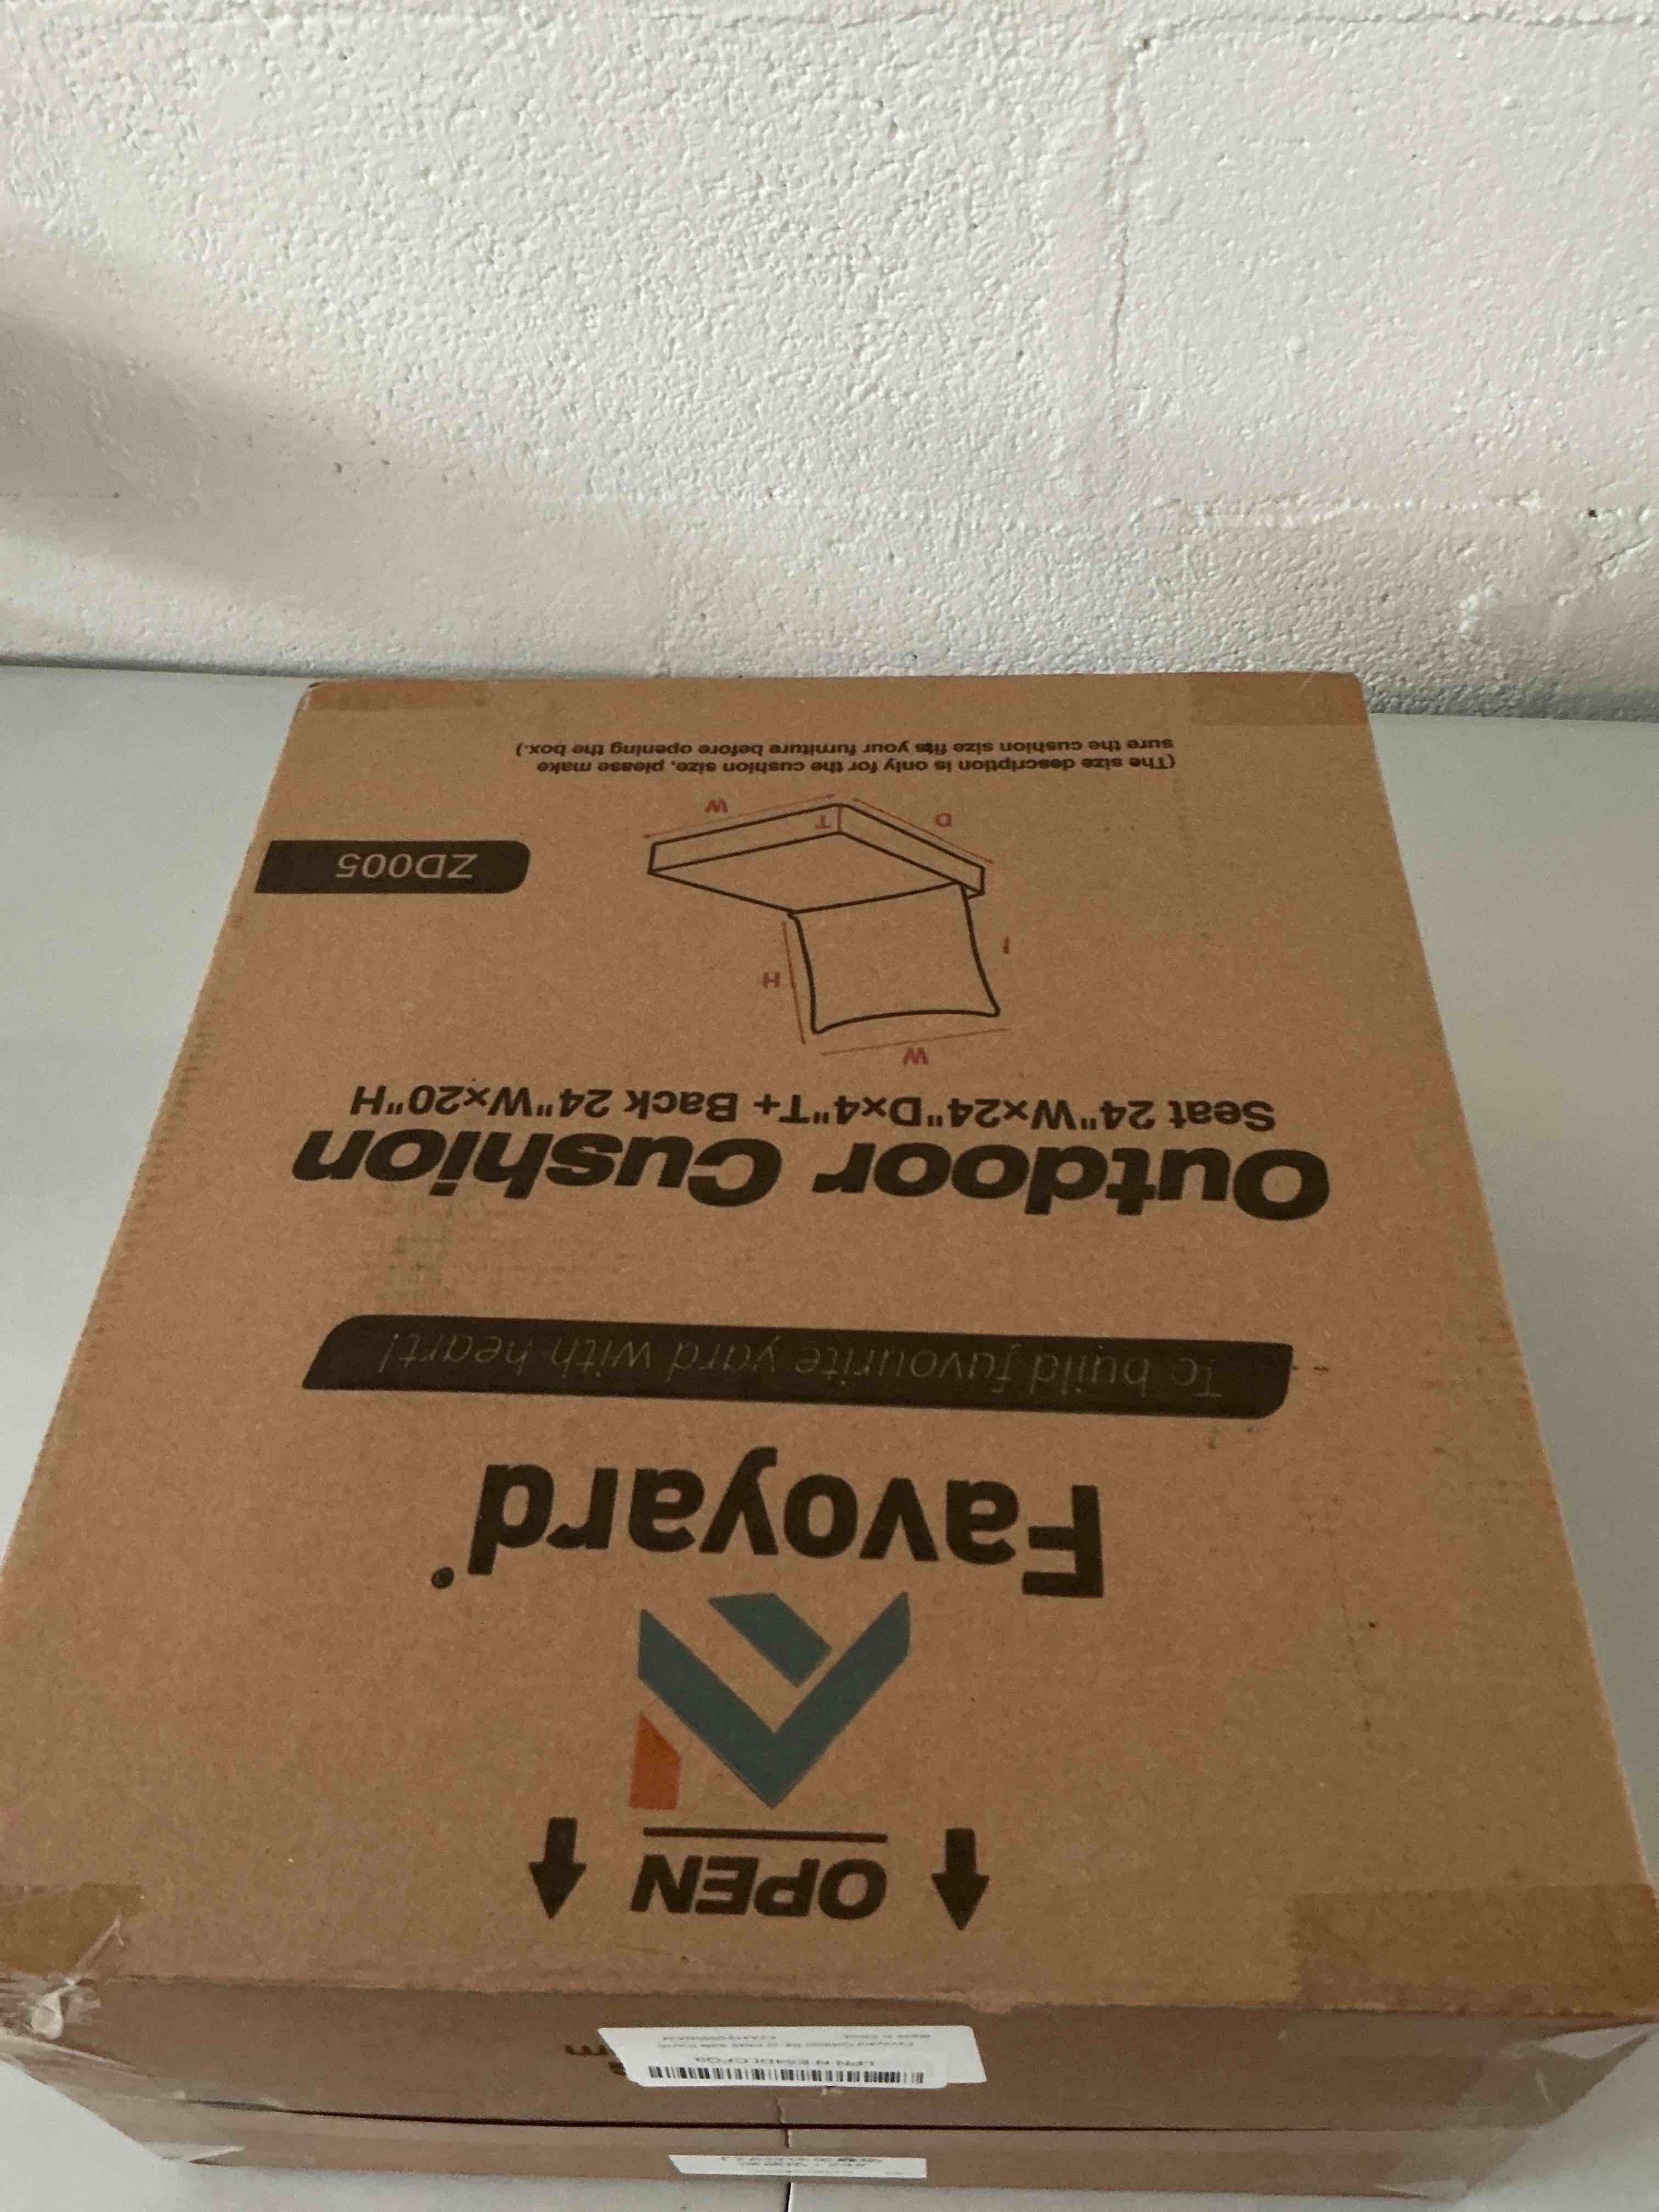 OPEN
Favoyard
To build favourite yard with heart!
Outdoor Cushion
Seat 24"W×24"D×4"T+ Back 24"W×20"H
W
H
T
D
W
ZD005
(The size description is only for the cushion size, please make
sure the cushion size fits your furniture before opening the box.)